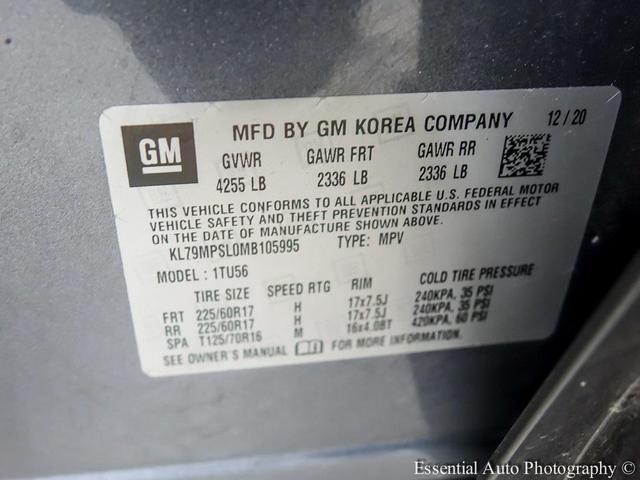 GM
MFD BY GM KOREA COMPANY 12/20
GVWR GAWR FRT GAWR RR
4255 LB 2336 LB 2336 LB
THIS VEHICLE CONFORMS TO ALL APPLICABLE U.S. FEDERAL MOTOR
VEHICLE SAFETY AND THEFT PREVENTION STANDARDS IN EFFECT
ON THE DATE OF MANUFACTURE SHOWN ABOVE.
KL79MPSL0MB105995 TYPE: MPV
MODEL : 1TU56
TIRE SIZE SPEED RTG RIM COLD TIRE PRESSURE
FRT 225/60R17 H 17x7.5J 240KPA, 35 PSI
RR 225/60R17 H 17x7.5J 240KPA, 35 PSI
SPA T125/70R16 M 16x4.0BT 420KPA, 60 PSI
SEE OWNER'S MANUAL FOR MORE INFORMATION.
Essential Auto Photography ©